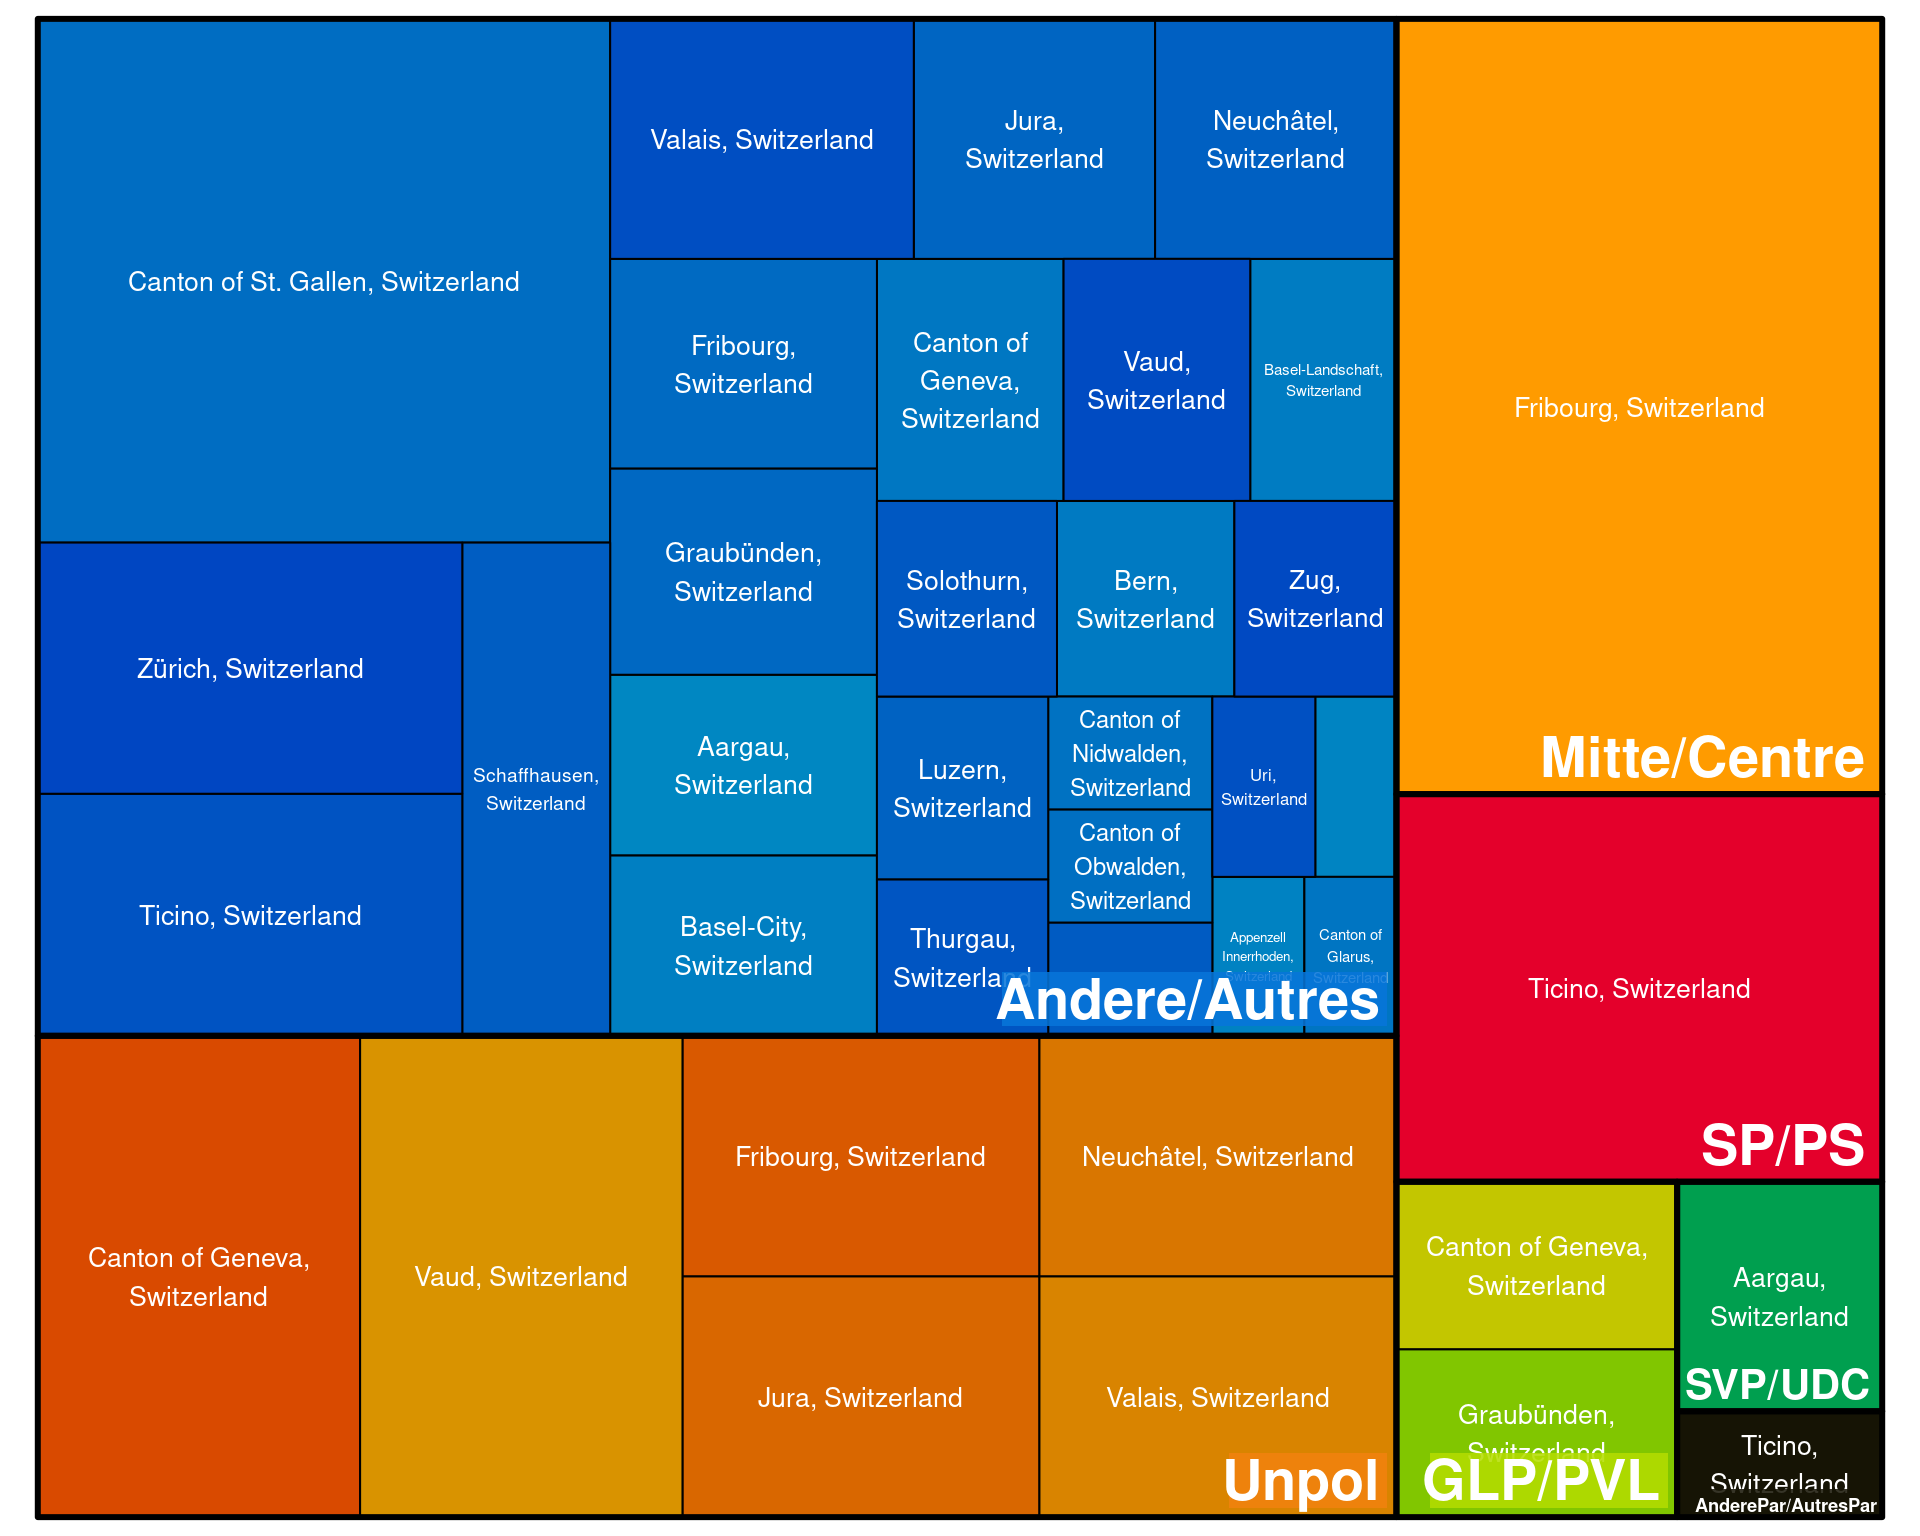 Canton of St. Gallen, Switzerland
Valais, Switzerland
Jura,
Switzerland
Neuchâtel,
Switzerland
Fribourg,
Switzerland
Canton of
Geneva,
Switzerland
Vaud,
Switzerland
Basel-Landschaft,
Switzerland
Graubünden,
Switzerland
Solothurn,
Switzerland
Bern,
Switzerland
Zug,
Switzerland
Zürich, Switzerland
Schaffhausen,
Switzerland
Ticino, Switzerland
Aargau,
Switzerland
Basel-City,
Switzerland
Luzern,
Switzerland
Canton of
Nidwalden,
Switzerland
Uri,
Switzerland
Canton of
Obwalden,
Switzerland
Thurgau,
Switzerland
Appenzell
Innerrhoden,
Switzerland
Canton of
Glarus,
Switzerland
Andere/Autres
Fribourg, Switzerland
Mitte/Centre
Ticino, Switzerland
SP/PS
Canton of Geneva,
Switzerland
Vaud, Switzerland
Fribourg, Switzerland
Neuchâtel, Switzerland
Jura, Switzerland
Valais, Switzerland
Unpol
Canton of Geneva,
Switzerland
Graubünden,
Switzerland
GLP/PVL
Aargau,
Switzerland
SVP/UDC
Ticino,
Switzerland
AnderePar/AutresPar